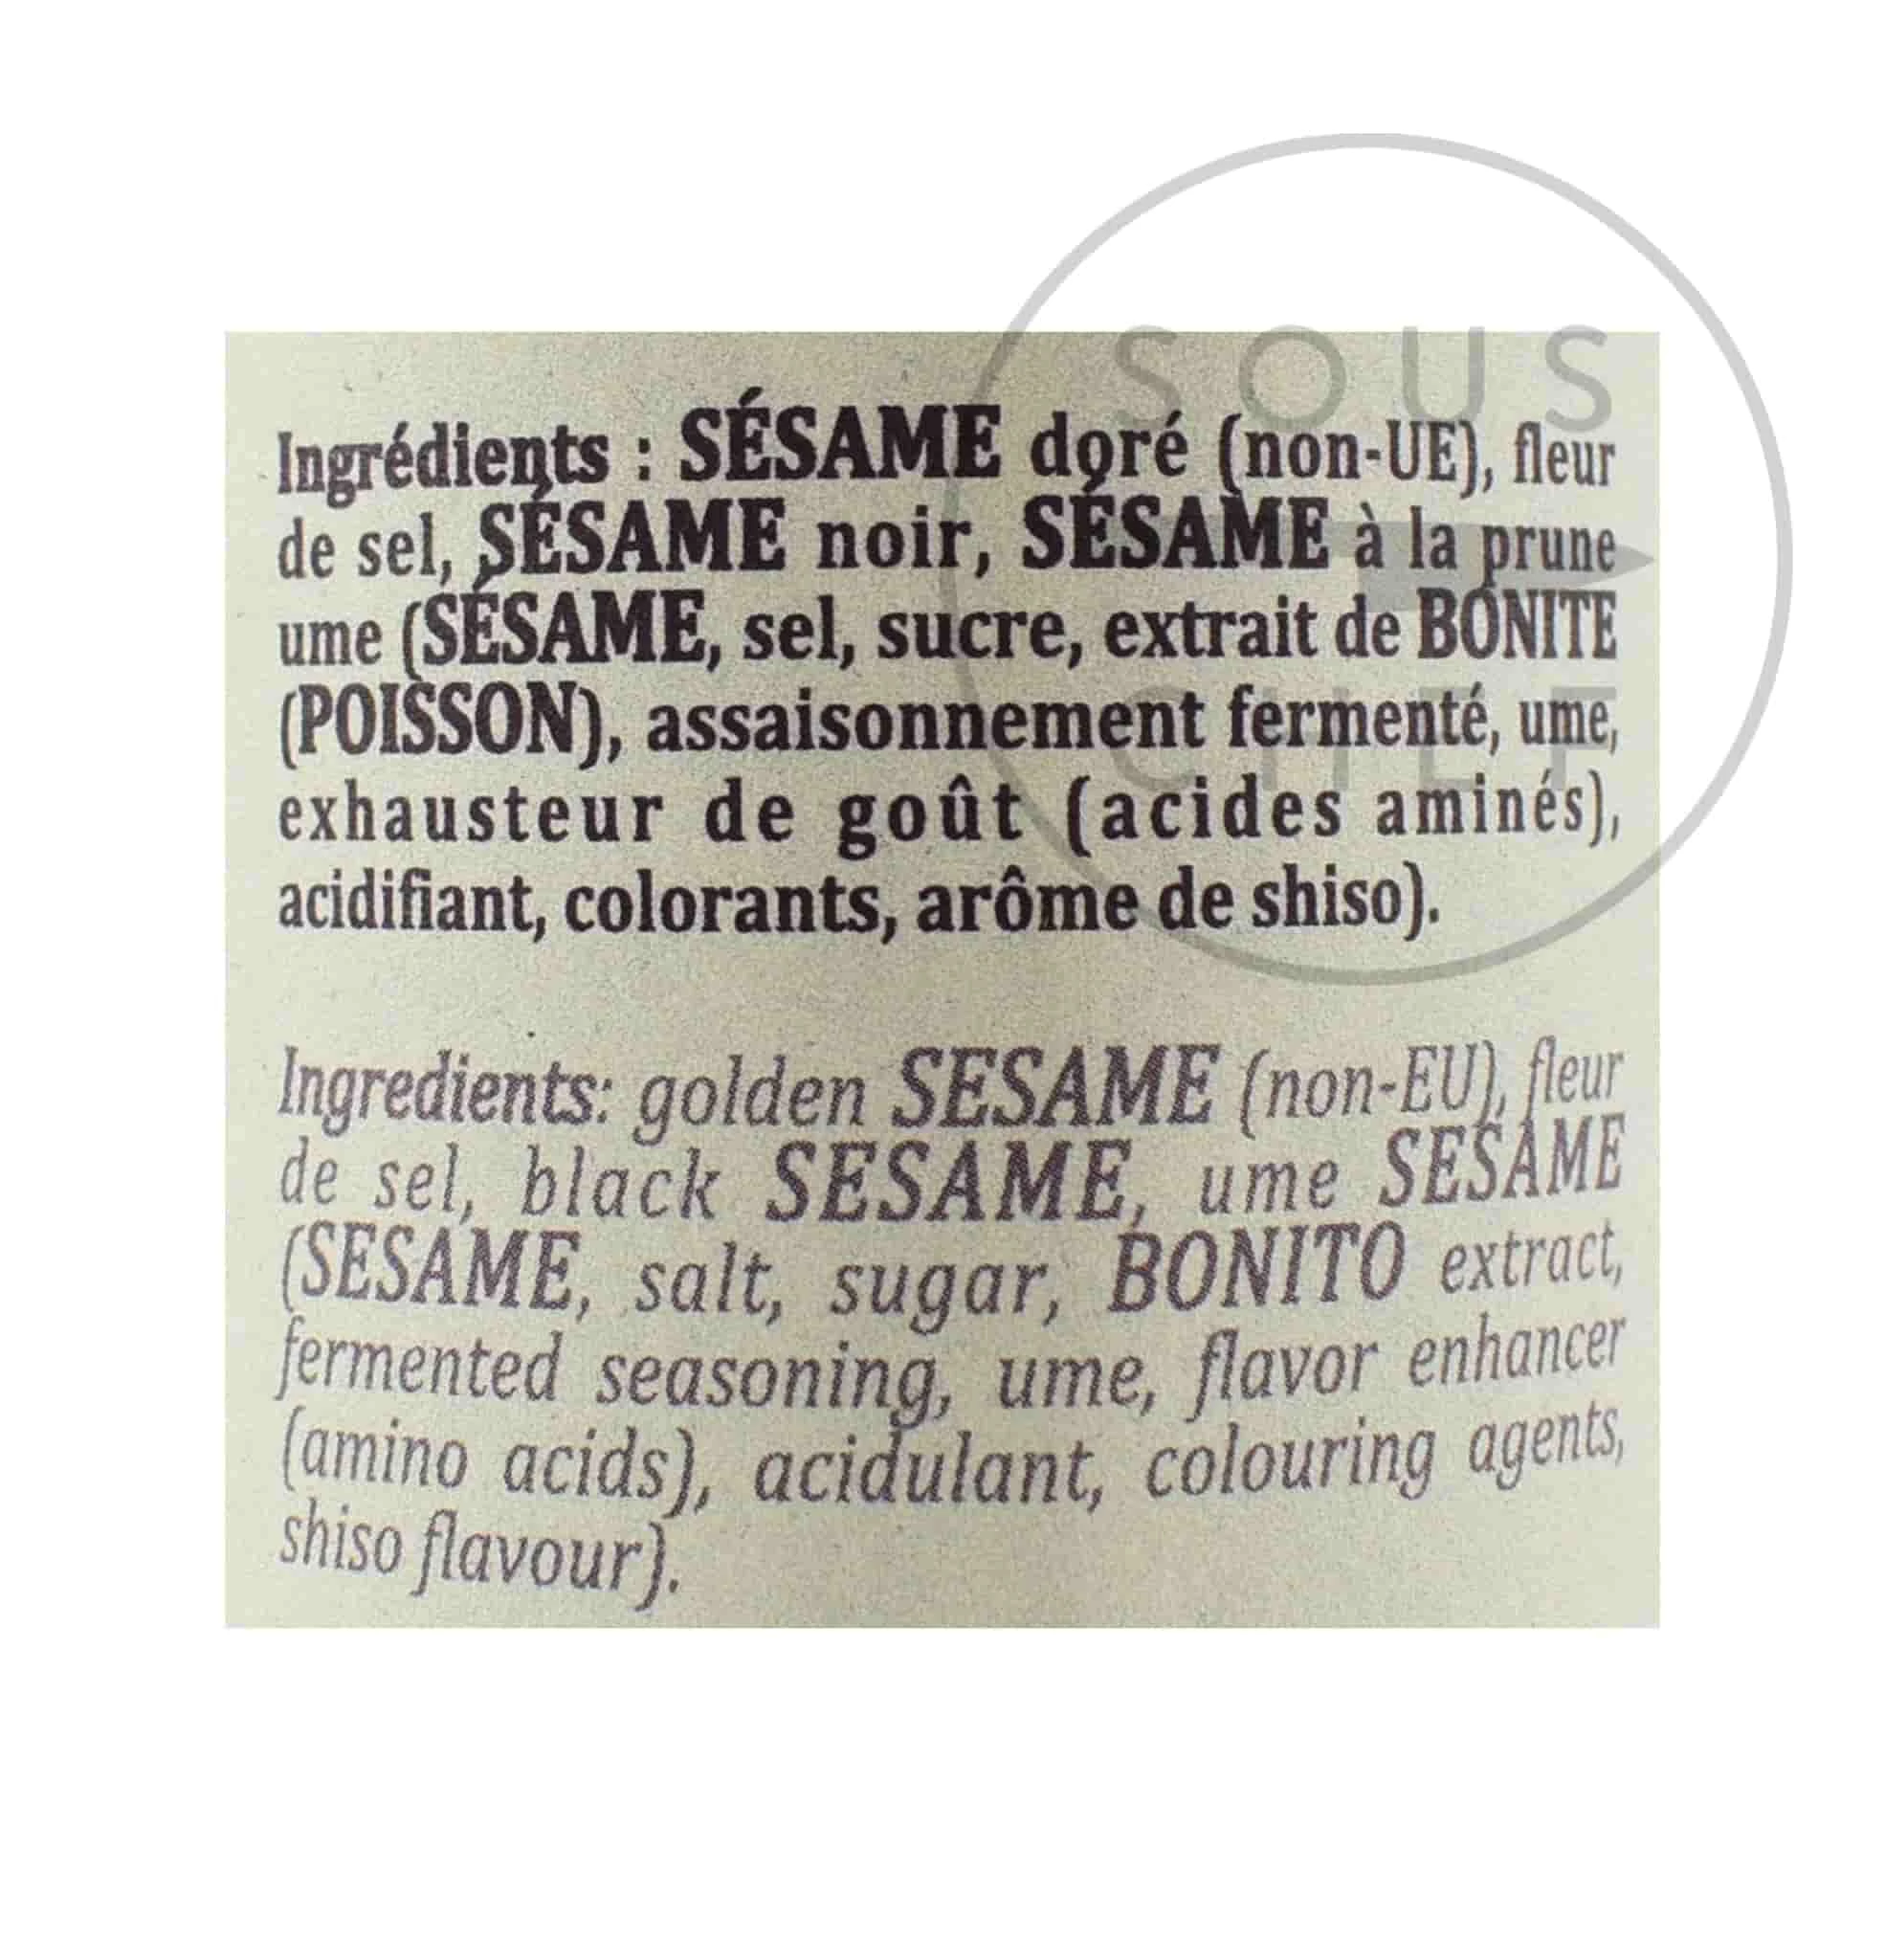 SOUS
CHEF
Ingrédients : SÉSAME doré (non-UE), fleur
de sel, SÉSAME noir, SÉSAME à la prune
ume (SÉSAME, sel, sucre, extrait de BONITE
(POISSON), assaisonnement fermenté, ume,
exhausteur de goût (acides aminés),
acidifiant, colorants, arôme de shiso).
Ingredients: golden SESAME (non-EU), fleur
de sel, black SESAME, ume SESAME
(SESAME, salt, sugar, BONITO extract,
fermented seasoning, ume, flavor enhancer
(amino acids), acidulant, colouring agents,
shiso flavour).